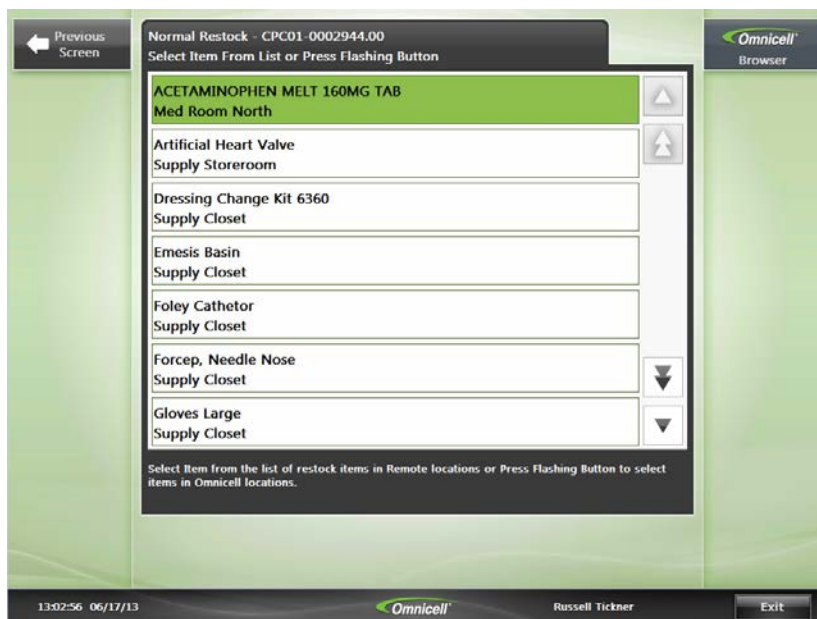 Previous
Screen
Normal Restock - CPC01-0002944.00
Select Item From List or Press Flashing Button
Omnicell
Browser
ACETAMINOPHEN MELT 160MG TAB
Med Room North
Artificial Heart Valve
Supply Storeroom
Dressing Change Kit 6360
Supply Closet
Emesis Basin
Supply Closet
Foley Cathetor
Supply Closet
Forcep, Needle Nose
Supply Closet
Gloves Large
Supply Closet
Select Item from the list of restock items in Remote locations or Press Flashing Button to select
items in Omnicell locations.
13:02:56 06/17/13
Omnicell
Russell Tickner
Exit